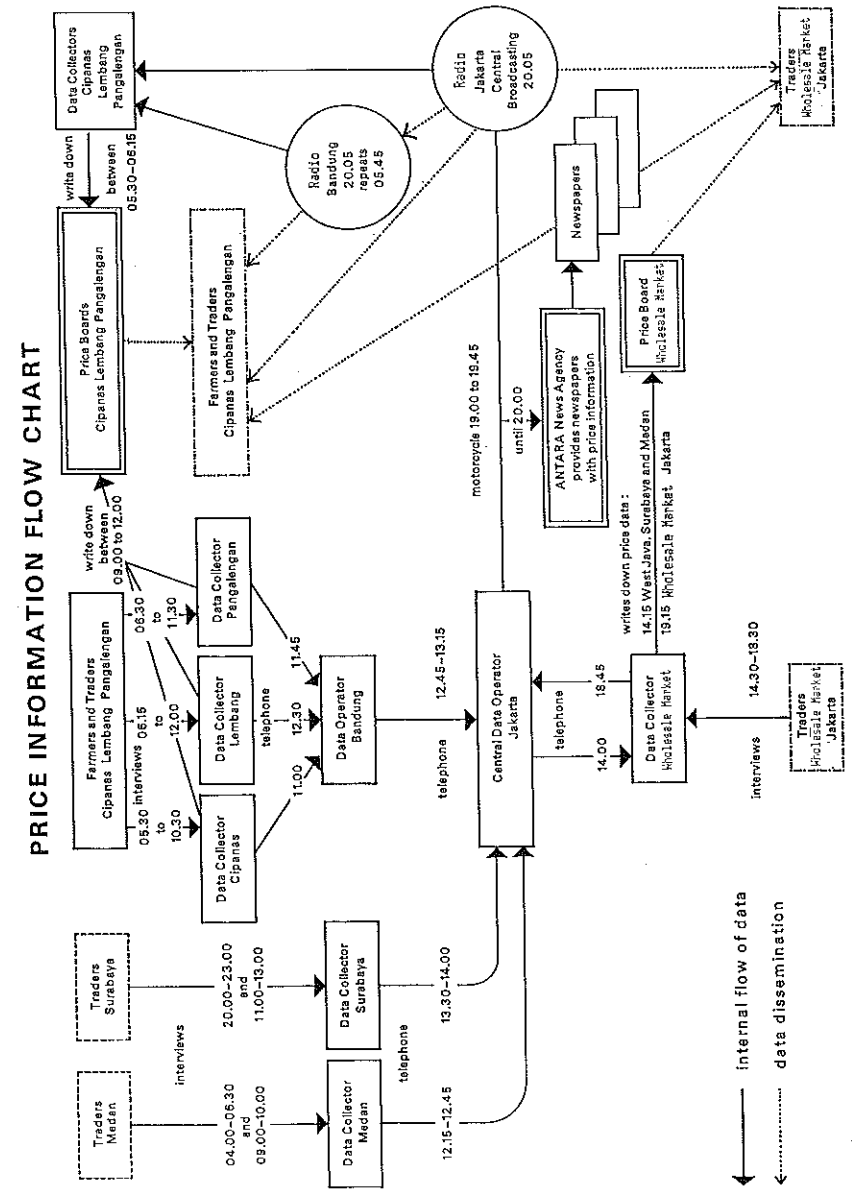 PRICE INFORMATION FLOW CHART
Traders
Medan
Traders
Surabaya
Farmers and Traders
Cipanas Lembang Pangalengan
Price Boards
Cipanas Lembang Pangalengan
Data Collectors
Cipanas
Lembang
Pangalengan
write down
between
09.00 to 12.00
write down
between
05.30-06.15
interviews
04.00-06.30
and
09.00-10.00
20.00-23.00
and
11.00-13.00
interviews
05.30
to
10.30
06.15
to
12.00
06.30
to
11.30
Farmers and Traders
Cipanas Lembang Pangalengan
Data Collector
Cipanas
Data Collector
Lembang
Data Collector
Pangalengan
Radio
Bandung
20.05
repeats
05.45
Data Collector
Medan
Data Collector
Surabaya
11.00
telephone
12.30
11.45
Data Operator
Bandung
telephone
12.15-12.45
13.30-14.00
telephone
12.45-13.15
motorcycle 19.00 to 19.45
Radio
Jakarta
Central
Broadcasting
20.05
Central Data Operator
Jakarta
until 20.00
ANTARA News Agency
provides newspapers
with price information
Newspapers
telephone
14.00
18.45
writes down price data :
14.15 West Java, Surabaya and Medan
19.15 Wholesale Market Jakarta
Data Collector
Wholesale Market
Price Board
Wholesale Market
interviews
14.30-18.30
Traders
Wholesale Market
Jakarta
Traders
Wholesale Market
Jakarta
internal flow of data
data dissemination